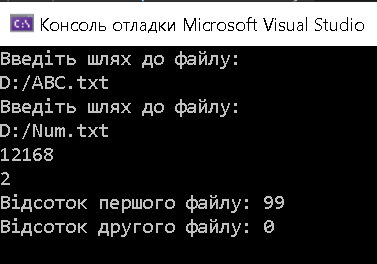 Консоль отладки Microsoft Visual Studio
Введіть шлях до файлу:
D:/ABC.txt
Введіть шлях до файлу:
D:/Num.txt
12168
2
Відсоток першого файлу: 99
Відсоток другого файлу: 0